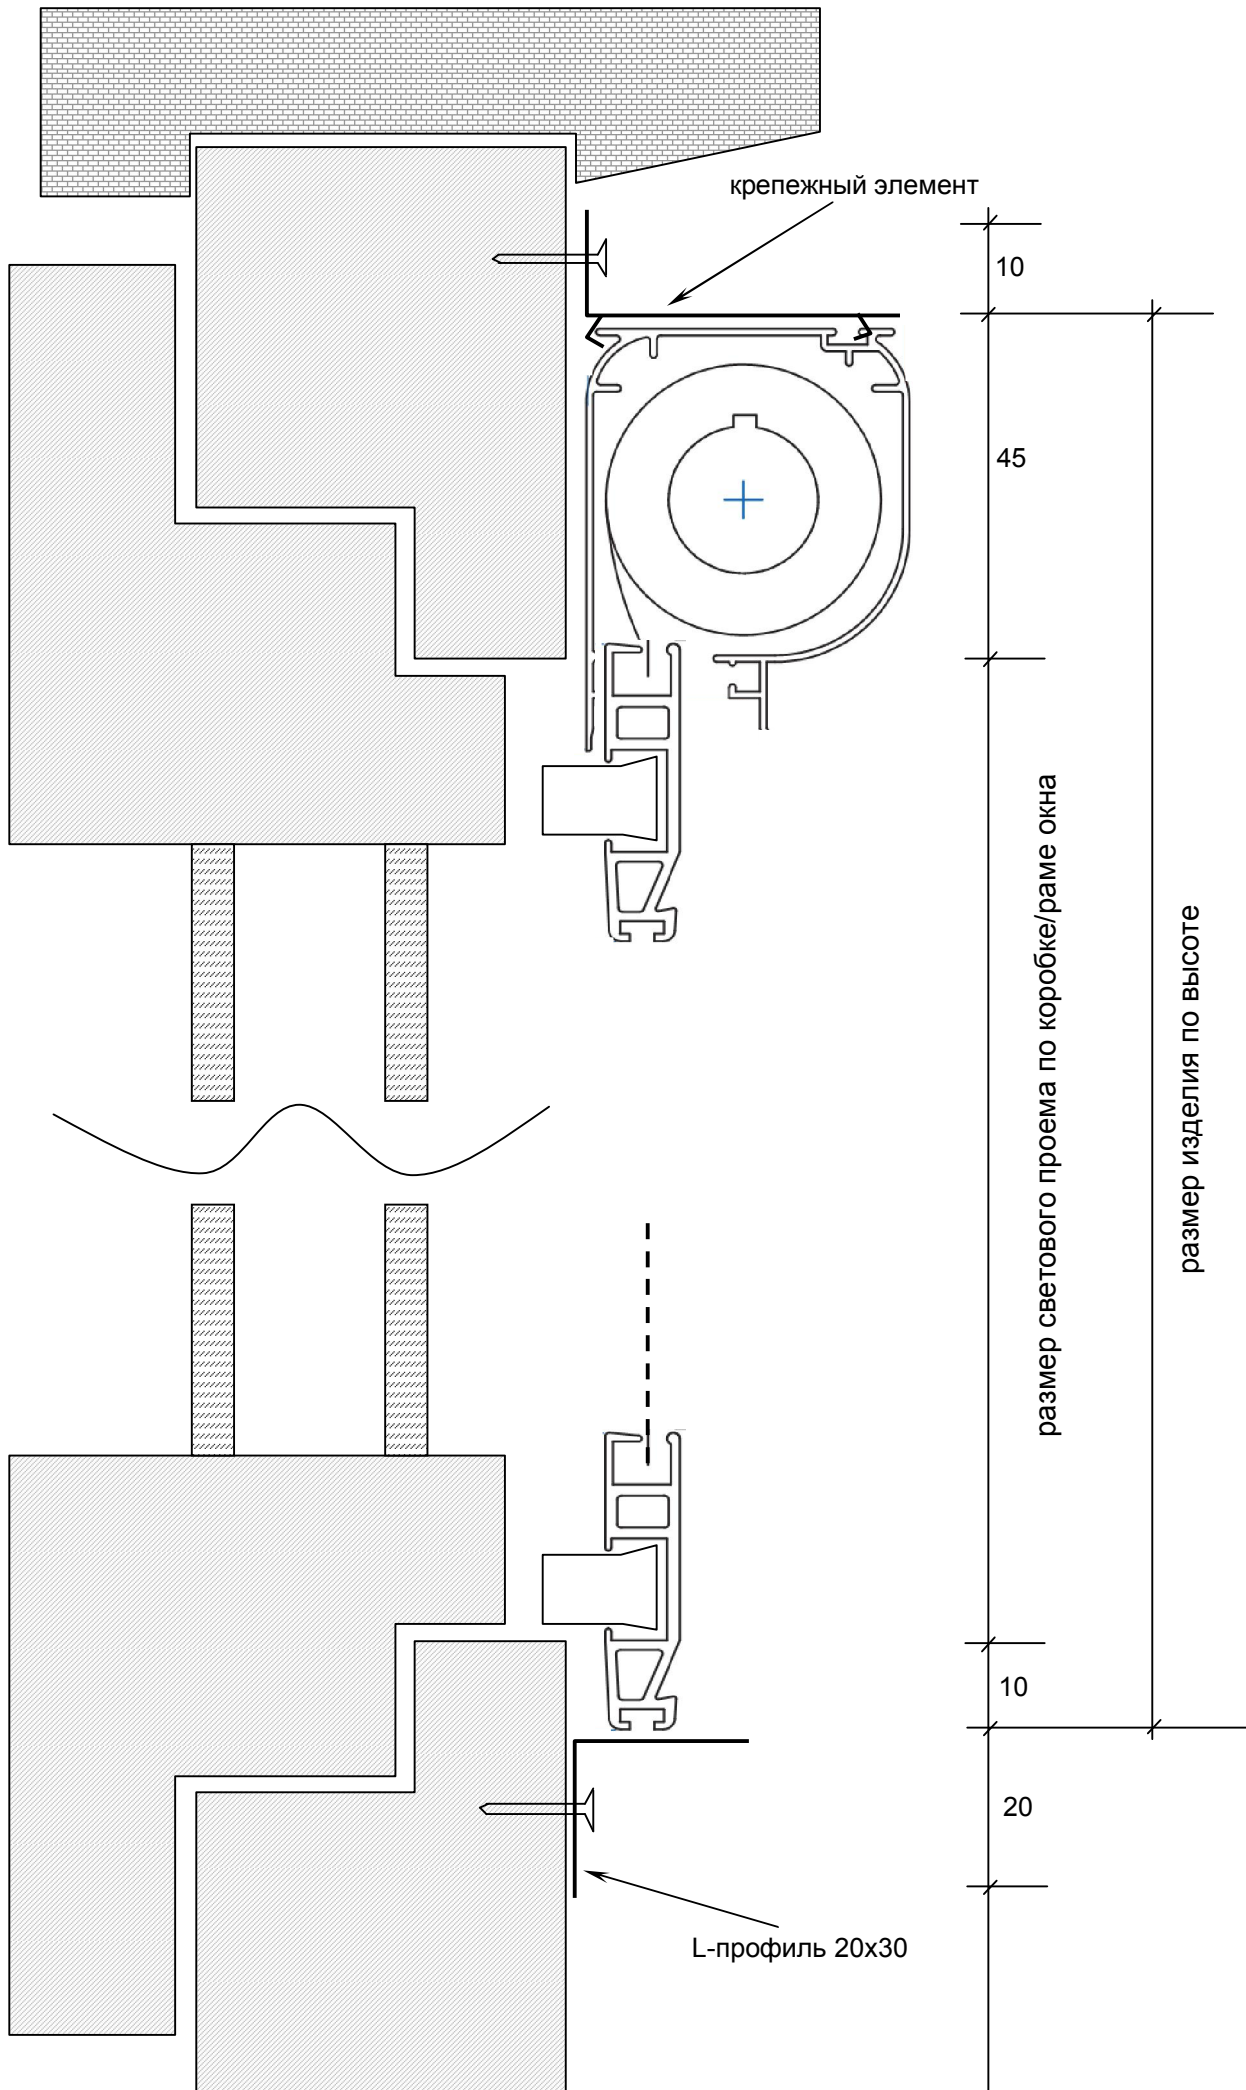 крепежный элемент
10
45
размер светового проема по коробке/раме окна
размер изделия по высоте
10
20
L-профиль 20х30